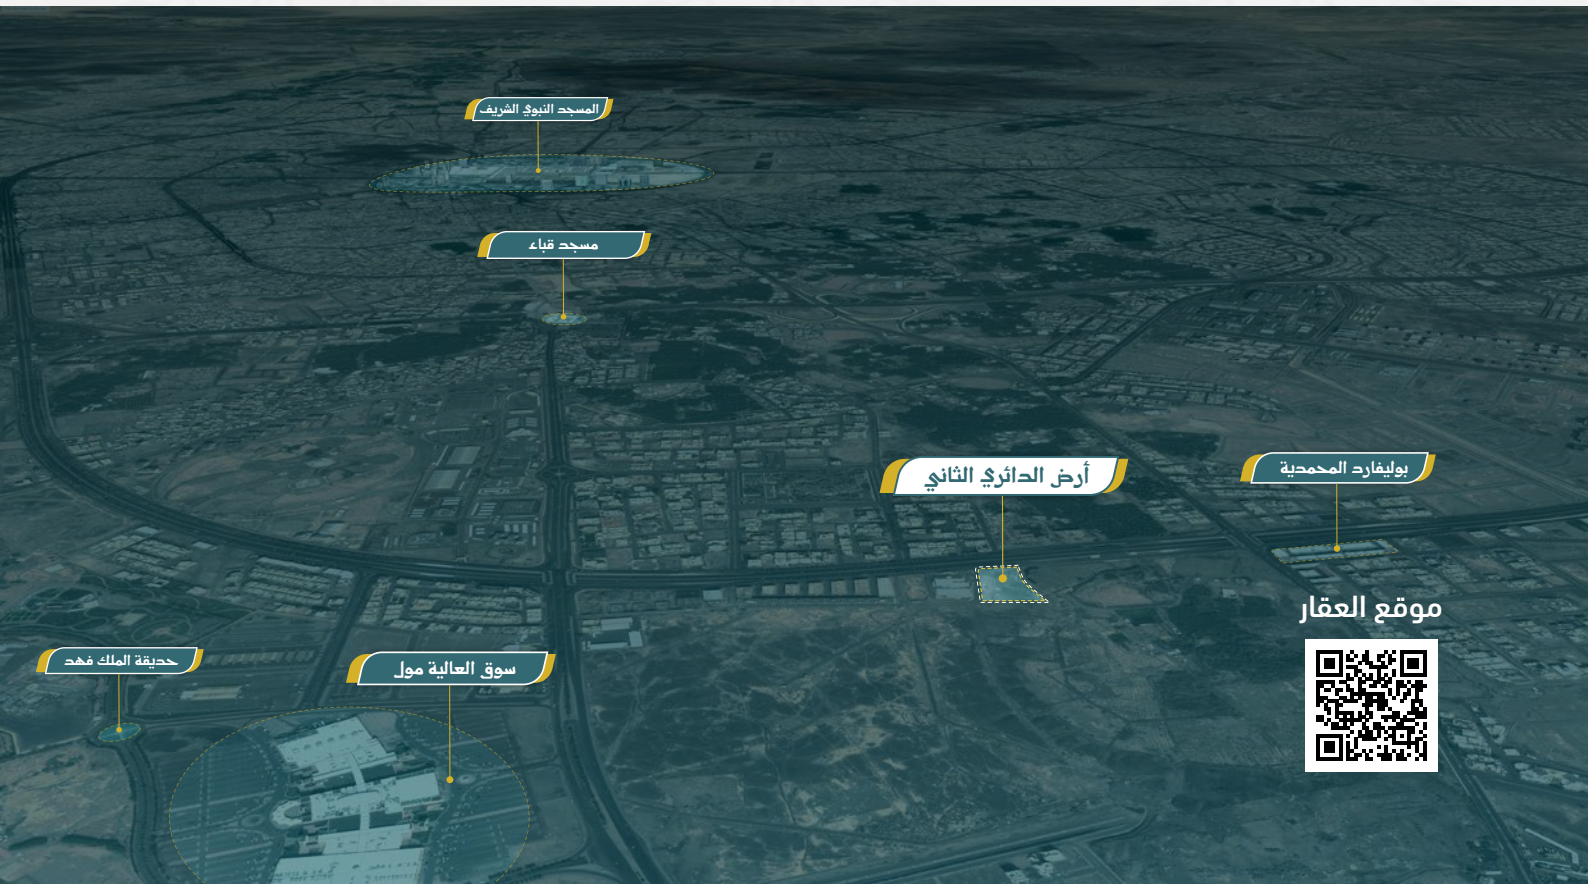 المسجد النبوي الشريف
مسجد قباء
أرض الدائري الثاني
بوليفارد المحمدية
موقع العقار
حديقة الملك فهد
سوق العالية مول